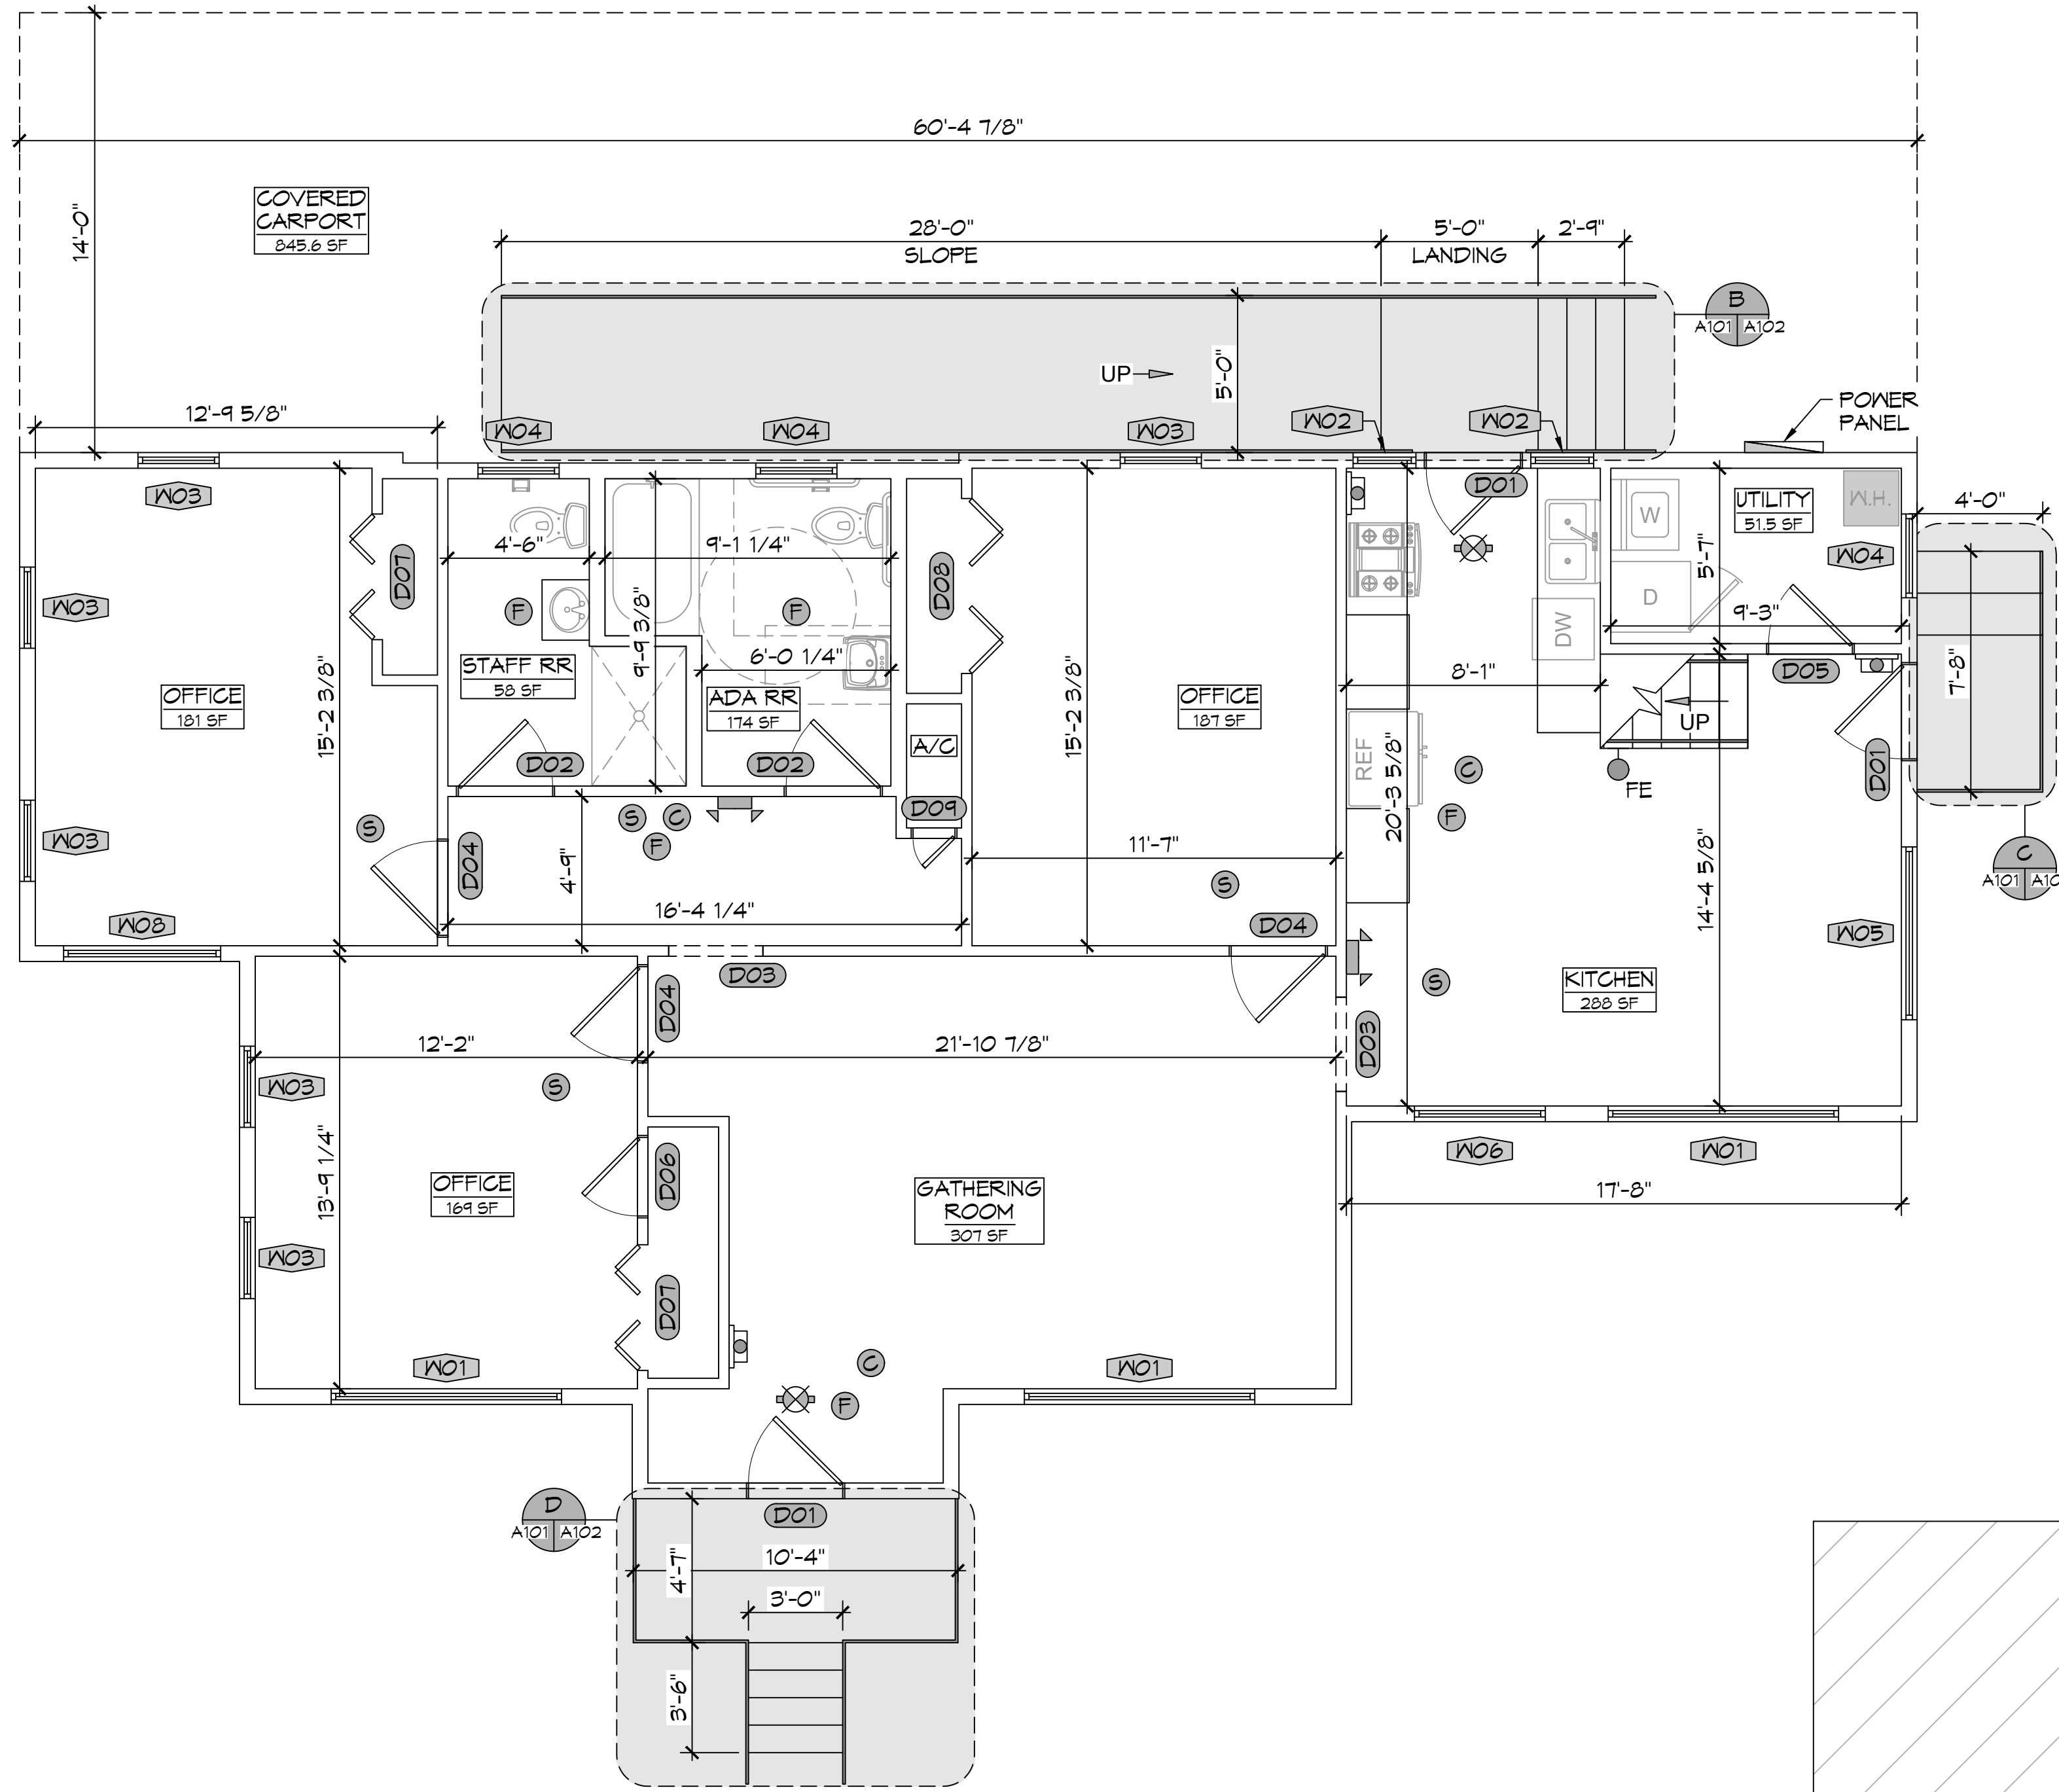 60'-4 7/8"
14'-0"
COVERED
CARPORT
845.6 SF
28'-0"
SLOPE
5'-0"
LANDING
2'-9"
B
A101
A102
UP
5'-0"
POWER
PANEL
12'-9 5/8"
W04
W04
W03
W02
W02
W03
D01
UTILITY
51.5 SF
W.H.
4'-0"
W
4'-6"
9'-1 1/4"
5'-7"
W04
W03
D07
D08
F
F
D
9'-3"
DW
9'-9 3/8"
6'-0 1/4"
STAFF RR
58 SF
ADA RR
174 SF
OFFICE
181 SF
OFFICE
187 SF
8'-1"
D05
7'-8"
UP
15'-2 3/8"
15'-2 3/8"
A/C
REF
20'-3 5/8"
D02
D02
C
FE
D01
D09
W03
S
S
C
F
F
C
A101
A10
D04
4'-9"
11'-7"
14'-4 5/8"
S
16'-4 1/4"
W08
D04
W05
D03
S
KITCHEN
288 SF
D04
D03
12'-2"
21'-10 7/8"
W03
S
13'-9 1/4"
D06
W06
W01
OFFICE
169 SF
GATHERING
ROOM
307 SF
17'-8"
W03
D07
W01
C
W01
F
D
A101
A102
D01
4'-7"
10'-4"
3'-0"
3'-6"